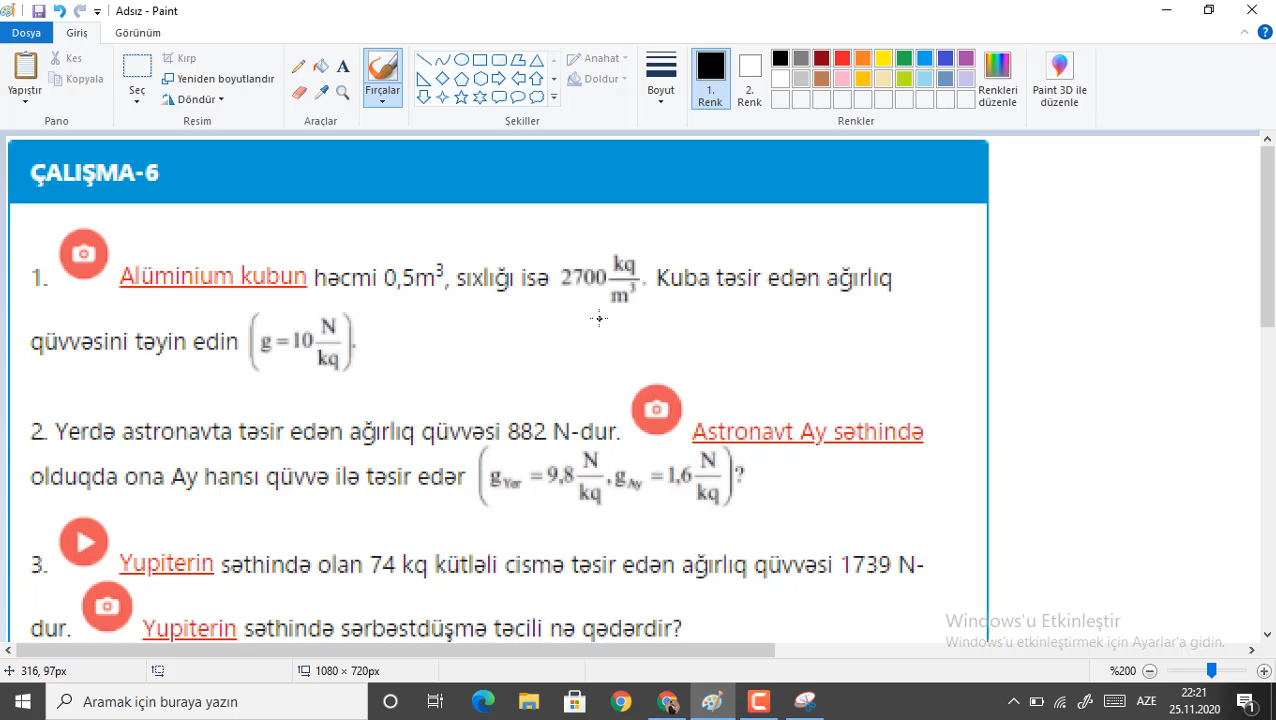 Adsız - Paint
Dosya Giriş Görünüm
Yapıştır Kes Kopyala Pano
Seç Kırp Yeniden boyutlandır Döndür Resim
Araçlar
Fırçalar
Şekiller Anahat Doldur
Boyut
1. Renk 2. Renk Renkler Renkleri düzenle
Paint 3D ile düzenle
ÇALIŞMA-6
1. Alüminium kubun həcmi 0,5m³, sıxlığı isə 2700 kq/m³. Kuba təsir edən ağırlıq
qüvvəsini təyin edin (g = 10 N/kq).
2. Yerdə astronavta təsir edən ağırlıq qüvvəsi 882 N-dur. Astronavt Ay səthində
olduqda ona Ay hansı qüvvə ilə təsir edər (g Yer = 9,8 N/kq, g Ay = 1,6 N/kq)?
3. Yupiterin səthində olan 74 kq kütləli cismə təsir edən ağırlıq qüvvəsi 1739 N-
dur. Yupiterin səthində sərbəstdüşmə təcili nə qədərdir?
Windows'u Etkinleştir
Windows'u etkinleştirmek için Ayarlar'a gidin.
316, 97px 1080 × 720px %200
Aramak için buraya yazın AZE 22:21
25.11.2020 1